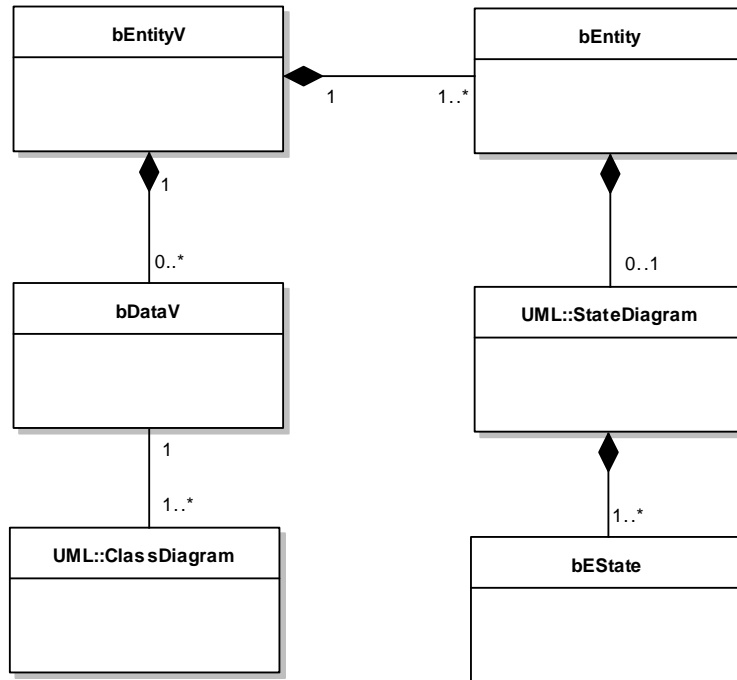 bEntityV
bEntity
1
1..*
1
0..*
0..1
bDataV
UML::StateDiagram
1
1..*
1..*
UML::ClassDiagram
bEState